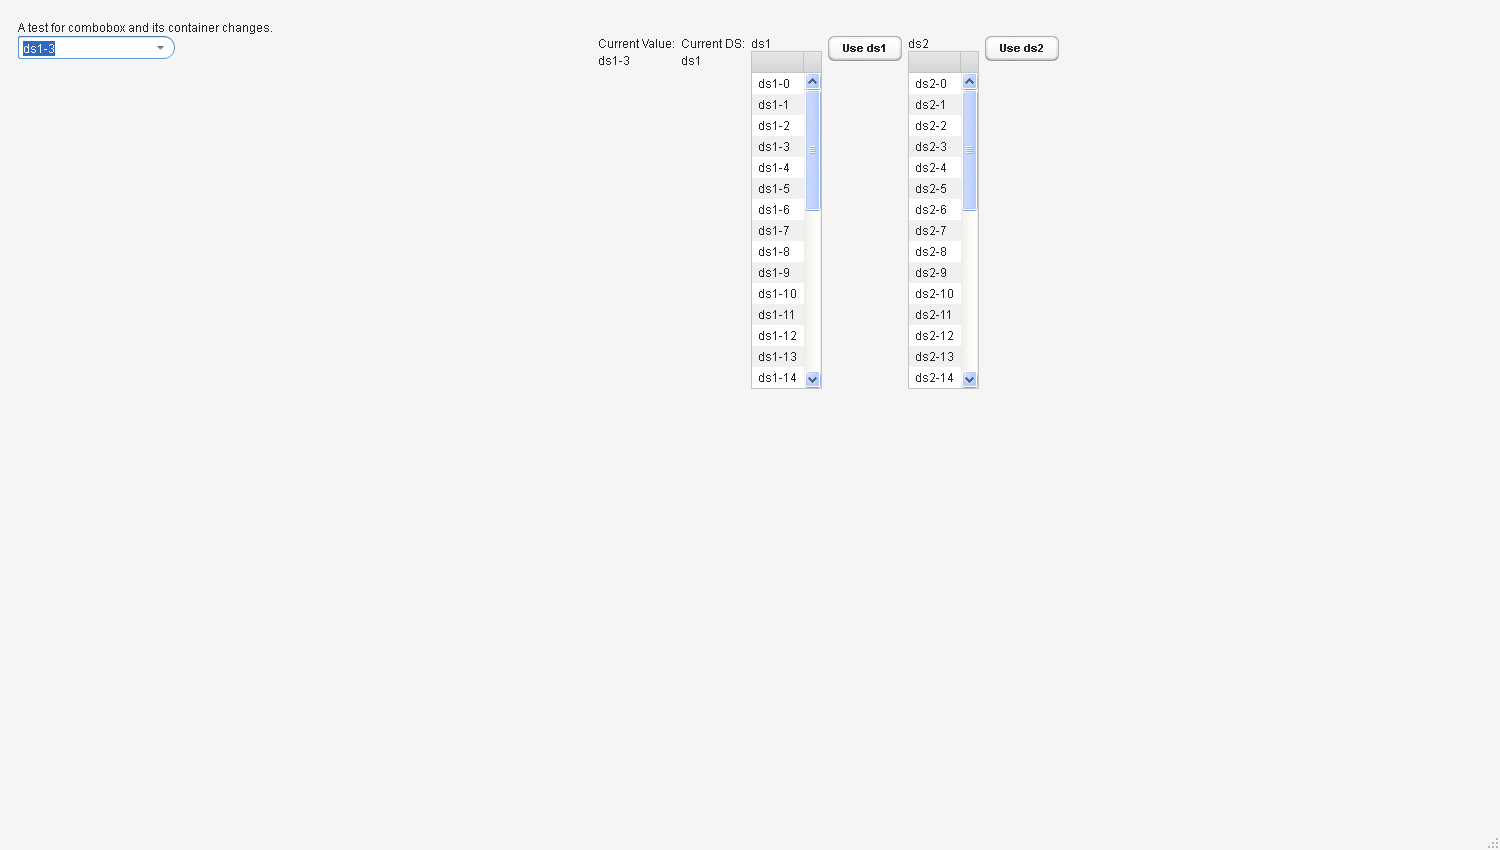 A test for combobox and its container changes.
ds1-3
Current Value:
ds1-3
Current DS:
ds1
ds1
ds1-0
ds1-1
ds1-2
ds1-3
ds1-4
ds1-5
ds1-6
ds1-7
ds1-8
ds1-9
ds1-10
ds1-11
ds1-12
ds1-13
ds1-14
Use ds1
ds2
ds2-0
ds2-1
ds2-2
ds2-3
ds2-4
ds2-5
ds2-6
ds2-7
ds2-8
ds2-9
ds2-10
ds2-11
ds2-12
ds2-13
ds2-14
Use ds2